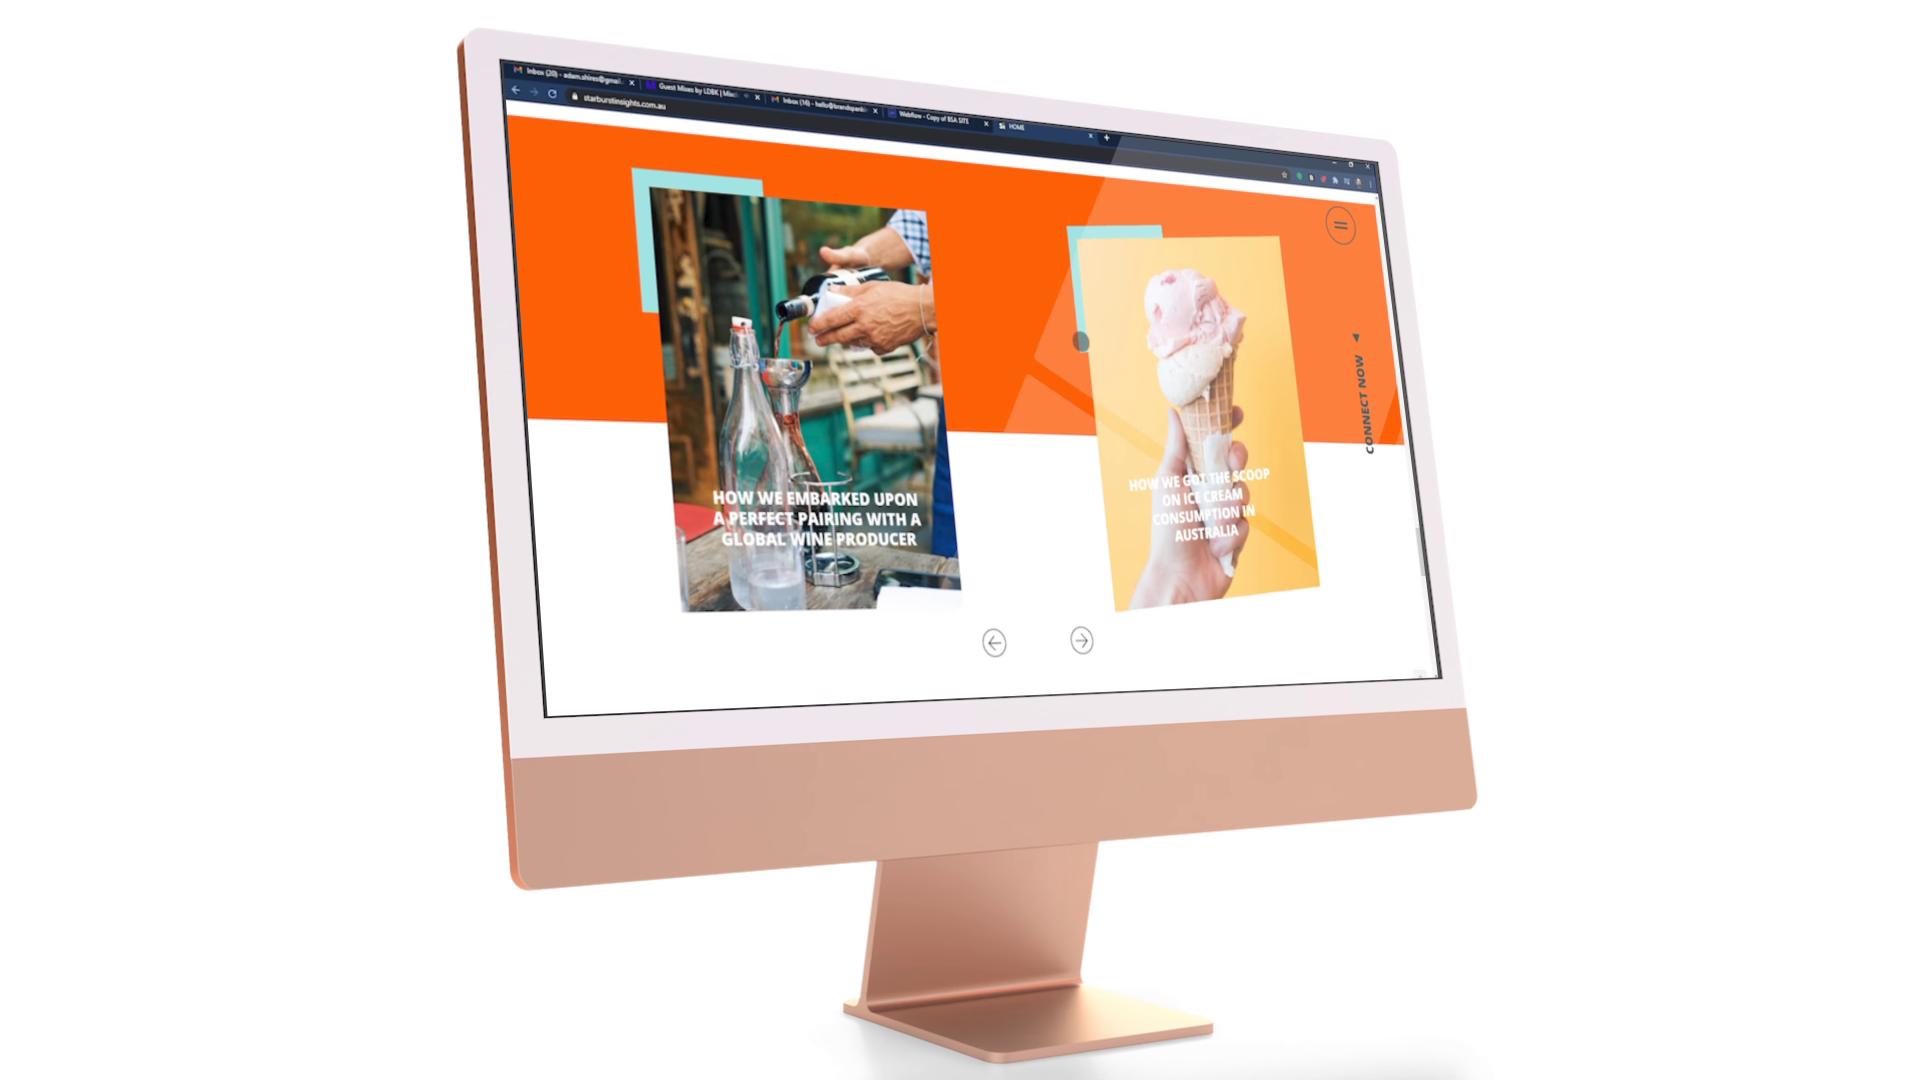 Inbox (20) - adam.shires@gmai
Guest Mixes by LDBK | Mix
Inbox (16) - hello@brandspank
Webflow - Copy of BSA SITE
HOME
starburstinsights.com.au
HOW WE EMBARKED UPON
A PERFECT PAIRING WITH A
GLOBAL WINE PRODUCER
HOW WE GOT THE SCOOP
ON ICE CREAM
CONSUMPTION IN
AUSTRALIA
CONNECT NOW